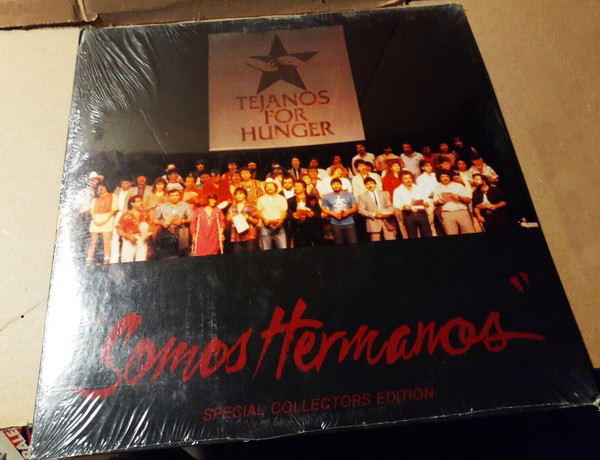 TEJANOS
FOR
HUNGER
"Somos Hermanos"
SPECIAL COLLECTORS EDITION